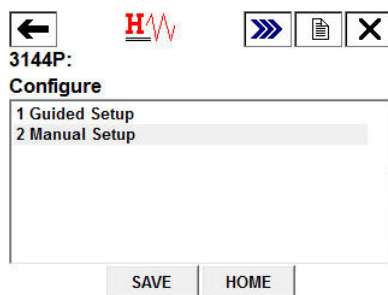 H
3144P:
Configure
1 Guided Setup
2 Manual Setup
SAVE HOME